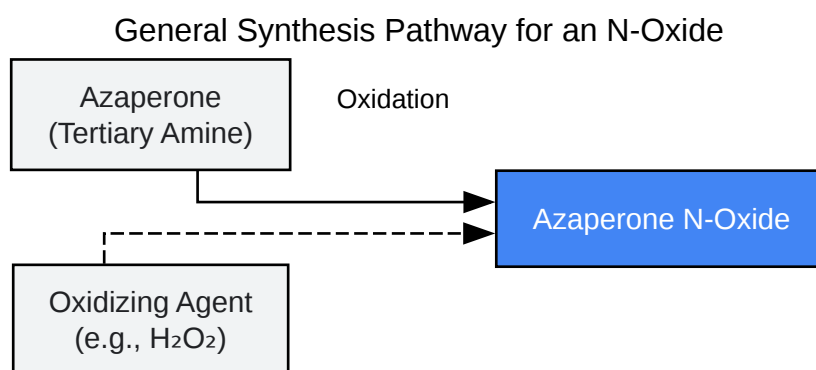 General Synthesis Pathway for an N-Oxide
Azaperone
(Tertiary Amine)
Oxidation
Azaperone N-Oxide
Oxidizing Agent
(e.g., H₂O₂)